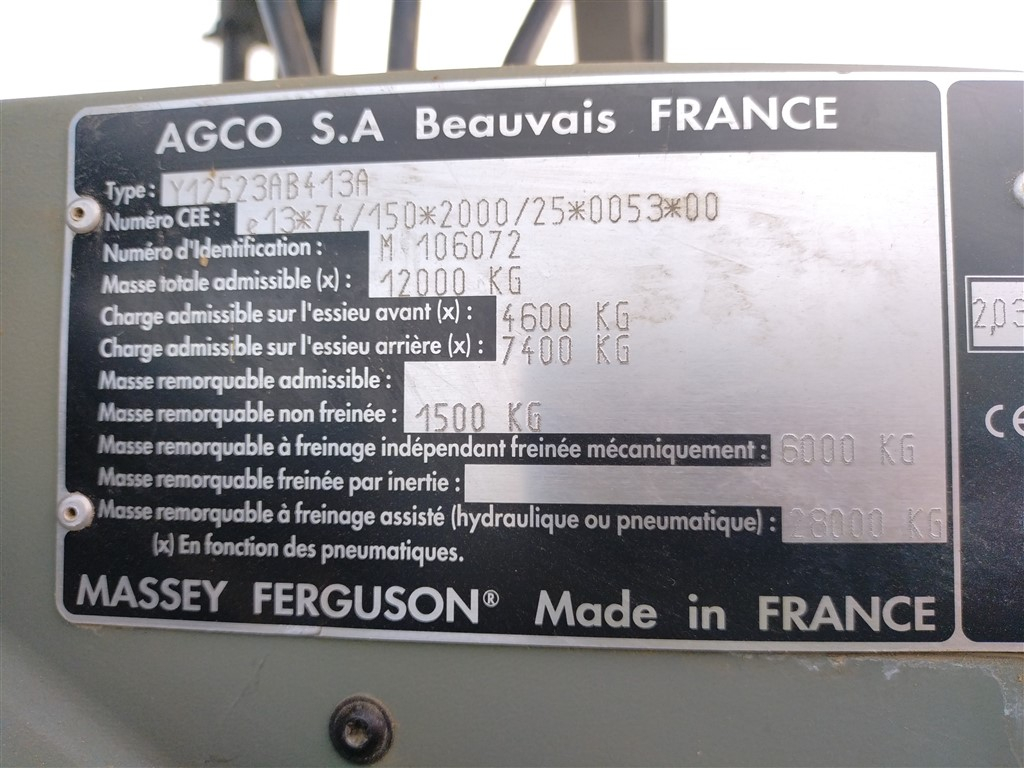 AGCO S.A Beauvais FRANCE
Type : Y12523AB413A
Numéro CEE : e13*74/150*2000/25*0053*00
Numéro d'Identification : M 106072
Masse totale admissible (x) : 12000 KG
Charge admissible sur l'essieu avant (x) : 4600 KG
Charge admissible sur l'essieu arrière (x) : 7400 KG
Masse remorquable admissible :
Masse remorquable non freinée : 1500 KG
Masse remorquable à freinage indépendant freinée mécaniquement : 6000 KG
Masse remorquable freinée par inertie :
Masse remorquable à freinage assisté (hydraulique ou pneumatique) : 28000 KG
(x) En fonction des pneumatiques.
MASSEY FERGUSON® Made in FRANCE
2,03
CE